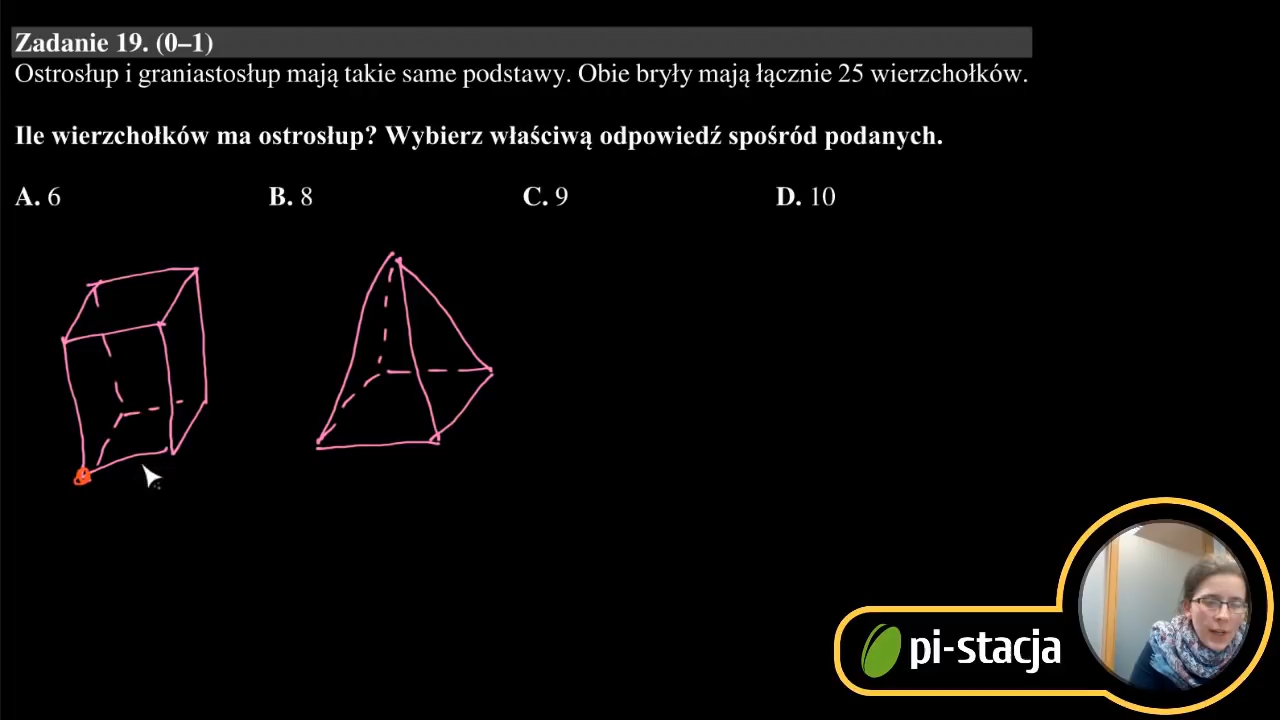 Zadanie 19. (0–1)
Ostrosłup i graniastosłup mają takie same podstawy. Obie bryły mają łącznie 25 wierzchołków.
Ile wierzchołków ma ostrosłup? Wybierz właściwą odpowiedź spośród podanych.
A. 6 B. 8 C. 9 D. 10
pi-stacja